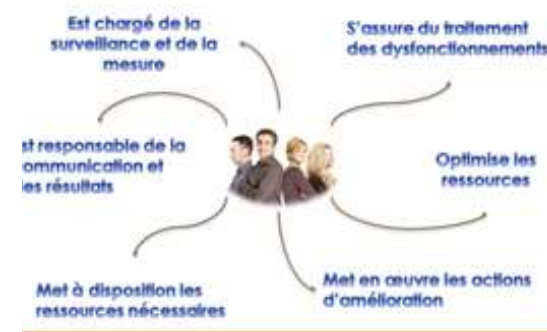 Est chargé de la
surveillance et de la
mesure
S'assure du traitement
des dysfonctionnements
st responsable de la
ommunication et
es résultats
Optimise les
ressources
Met à disposition les
ressources nécessaires
Met en œuvre les actions
d'amélioration